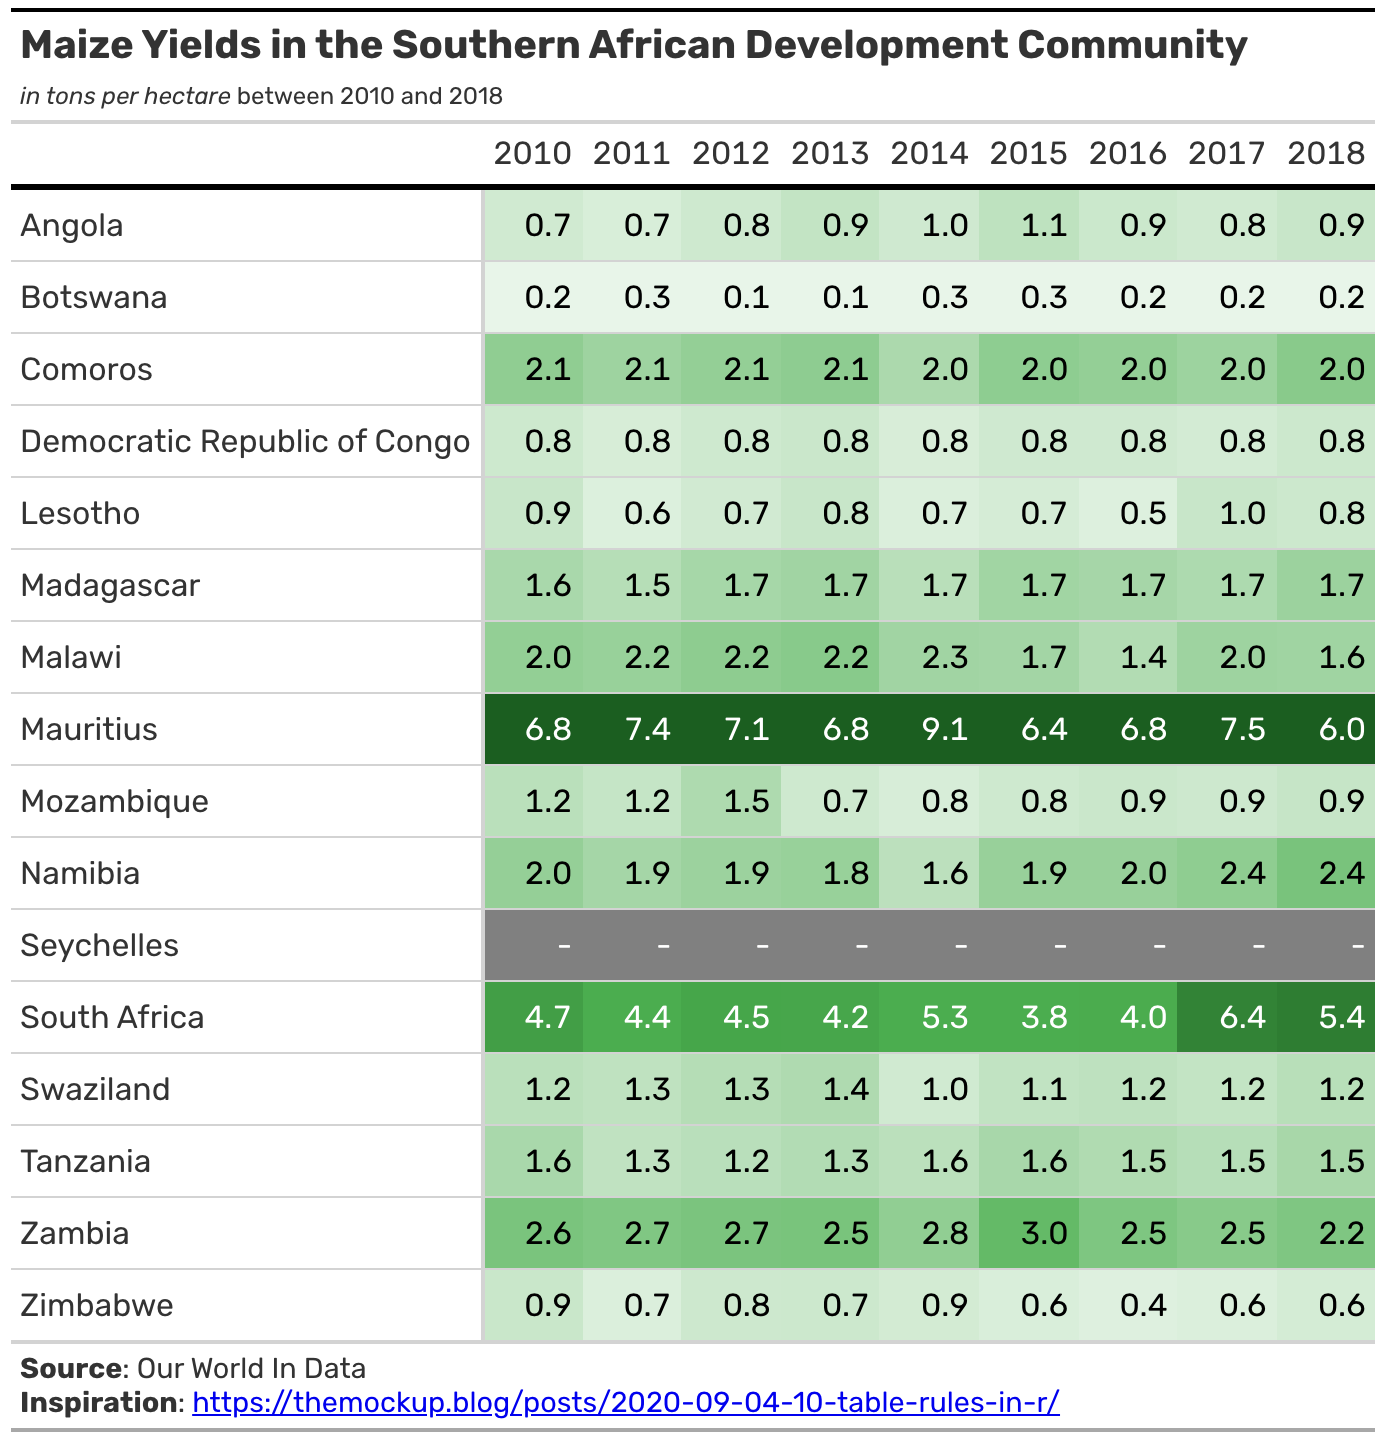 Maize Yields in the Southern African Development Community
in tons per hectare between 2010 and 2018
2010 2011 2012 2013 2014 2015 2016 2017 2018
Angola 0.7 0.7 0.8 0.9 1.0 1.1 0.9 0.8 0.9
Botswana 0.2 0.3 0.1 0.1 0.3 0.3 0.2 0.2 0.2
Comoros 2.1 2.1 2.1 2.1 2.0 2.0 2.0 2.0 2.0
Democratic Republic of Congo 0.8 0.8 0.8 0.8 0.8 0.8 0.8 0.8 0.8
Lesotho 0.9 0.6 0.7 0.8 0.7 0.7 0.5 1.0 0.8
Madagascar 1.6 1.5 1.7 1.7 1.7 1.7 1.7 1.7 1.7
Malawi 2.0 2.2 2.2 2.2 2.3 1.7 1.4 2.0 1.6
Mauritius 6.8 7.4 7.1 6.8 9.1 6.4 6.8 7.5 6.0
Mozambique 1.2 1.2 1.5 0.7 0.8 0.8 0.9 0.9 0.9
Namibia 2.0 1.9 1.9 1.8 1.6 1.9 2.0 2.4 2.4
Seychelles - - - - - - - - -
South Africa 4.7 4.4 4.5 4.2 5.3 3.8 4.0 6.4 5.4
Swaziland 1.2 1.3 1.3 1.4 1.0 1.1 1.2 1.2 1.2
Tanzania 1.6 1.3 1.2 1.3 1.6 1.6 1.5 1.5 1.5
Zambia 2.6 2.7 2.7 2.5 2.8 3.0 2.5 2.5 2.2
Zimbabwe 0.9 0.7 0.8 0.7 0.9 0.6 0.4 0.6 0.6
Source: Our World In Data
Inspiration: https://themockup.blog/posts/2020-09-04-10-table-rules-in-r/